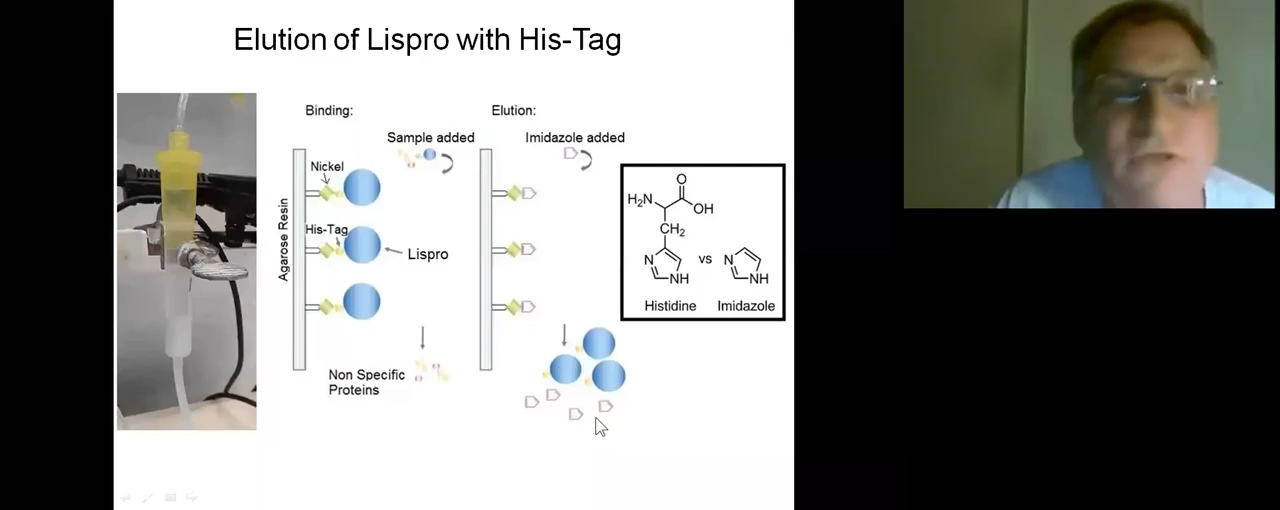 Elution of Lispro with His-Tag
Binding:
Sample added
Nickel
His-Tag
Agarose Resin
Lispro
Non Specific
Proteins
Elution:
Imidazole added
O
H₂N
OH
CH₂
N
NH
vs
N
NH
Histidine
Imidazole